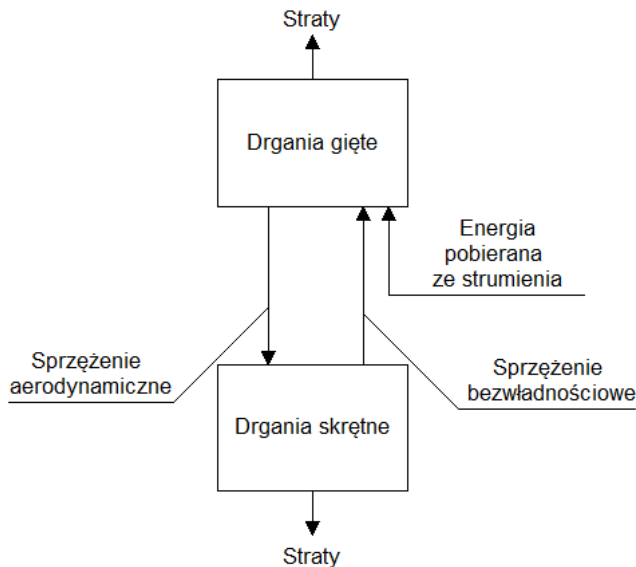 Straty
Drgania gięte
Energia
pobierana
ze strumienia
Sprzężenie
aerodynamiczne
Sprzężenie
bezwładnościowe
Drgania skrętne
Straty